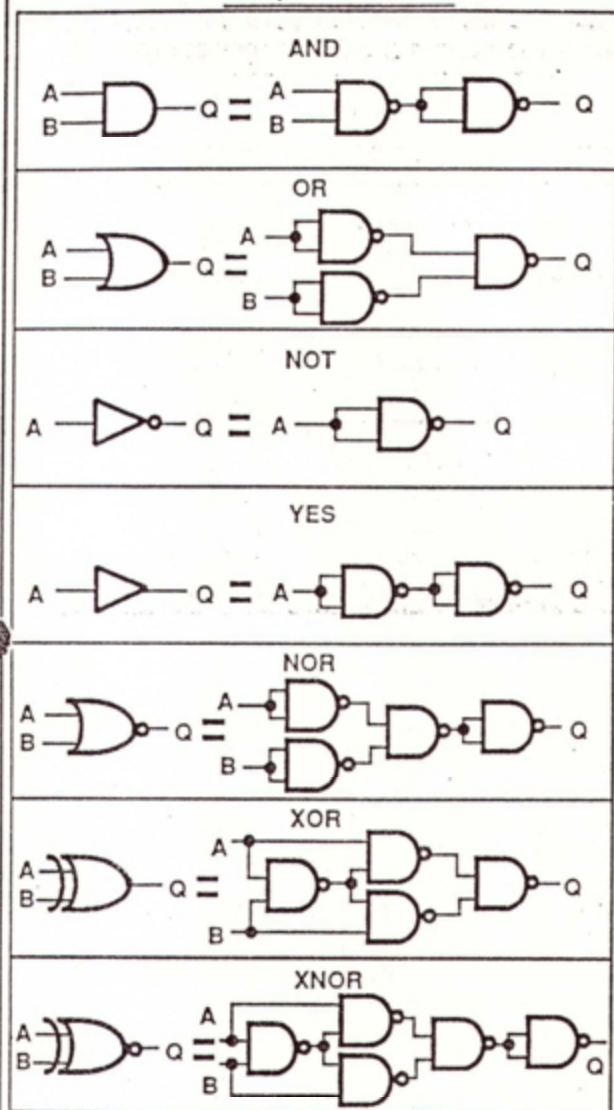 AND
A
B
Q = A
B
Q
OR
A
B
Q = A
B
Q
NOT
A Q = A Q
YES
A Q = A Q
NOR
A
B
Q = A
B
Q
XOR
A
B
Q = A
B
Q
XNOR
A
B
Q = A
B
Q